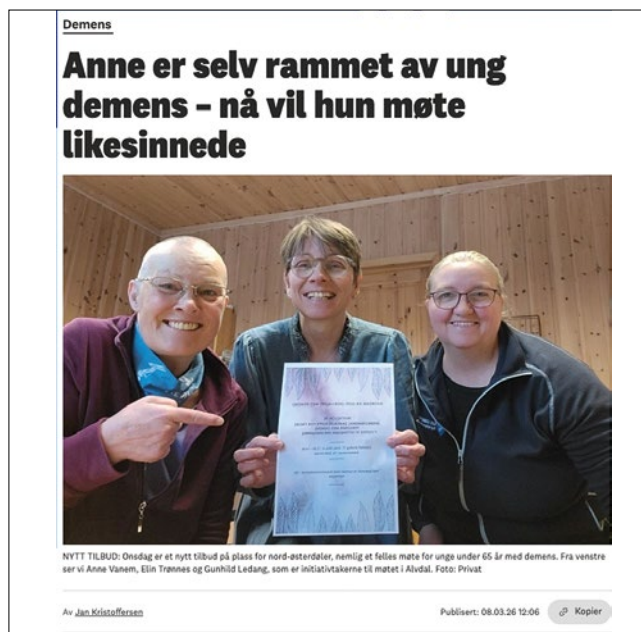 Demens
Anne er selv rammet av ung
demens – nå vil hun møte
likesinnede
NYTT TILBUD: Onsdag er et nytt tilbud på plass for nord-østerdøler, nemlig et felles møte for unge under 65 år med demens. Fra venstre
ser vi Anne Vanem, Elin Trønnes og Gunhild Ledang, som er initiativtakerne til møtet i Alvdal. Foto: Privat
Av Jan Kristoffersen
Publisert: 08.03.26 12:06
Kopier